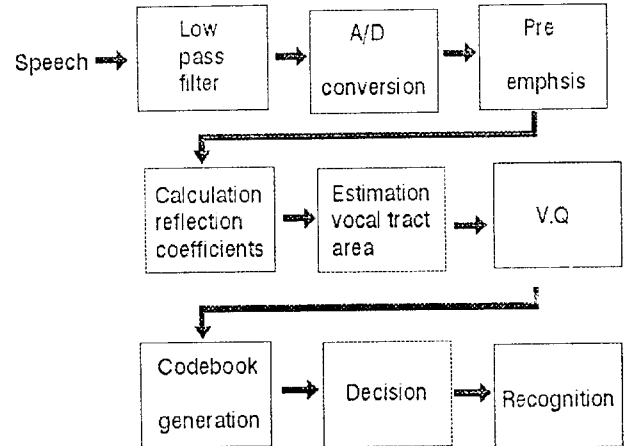 Speech
Low
pass
filter
A/D
conversion
Pre
emphsis
Calculation
reflection
coefficients
Estimation
vocal tract
area
V.Q
Codebook
generation
Decision
Recognition